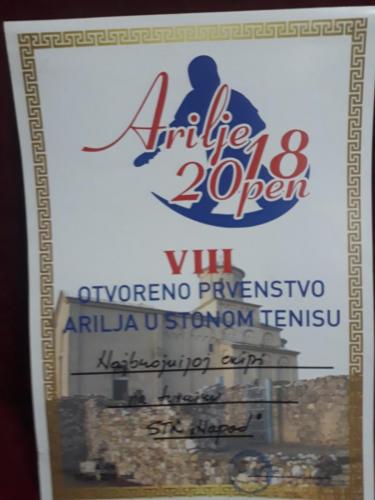 Arilje
2018
Open
VIII
OTVORENO PRVENSTVO
ARILJA U STONOM TENISU
Najbrojnijoj ekipi
na turniru
STK „Napad"